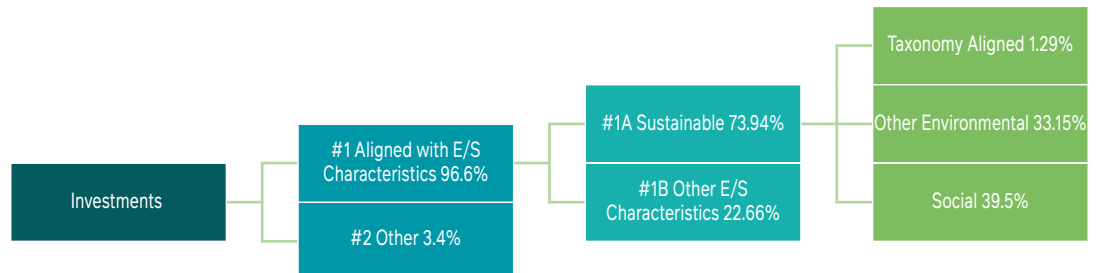 Investments
#1 Aligned with E/S
Characteristics 96.6%
#2 Other 3.4%
#1A Sustainable 73.94%
#1B Other E/S
Characteristics 22.66%
Taxonomy Aligned 1.29%
Other Environmental 33.15%
Social 39.5%